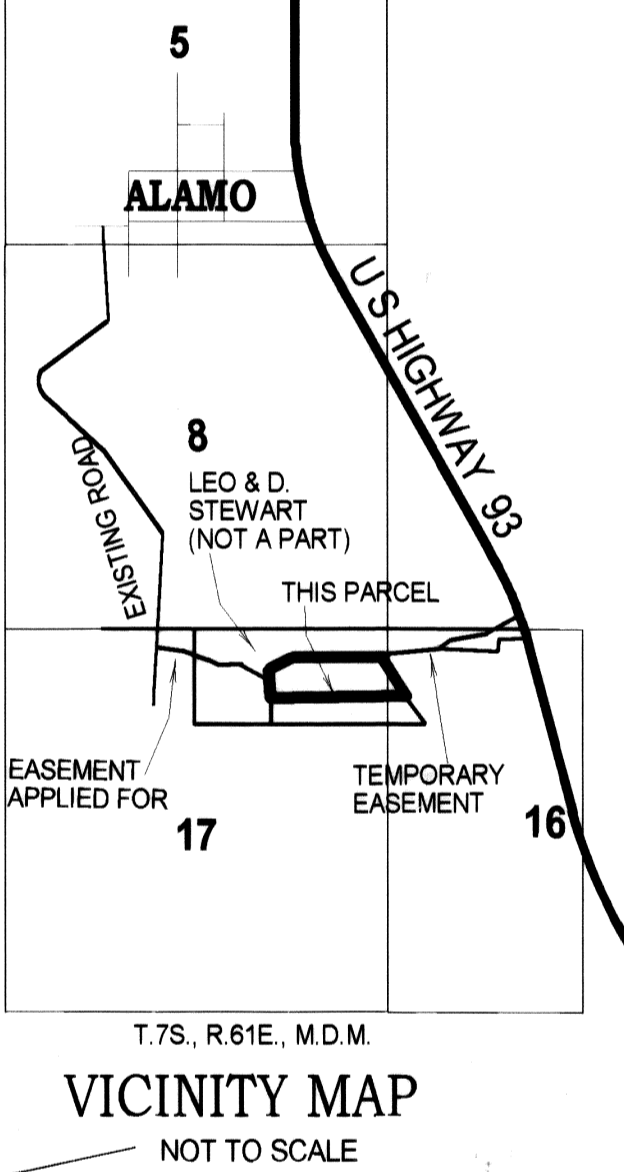 5
ALAMO
U S HIGHWAY 93
8
LEO & D.
STEWART
(NOT A PART)
EXISTING ROAD
THIS PARCEL
EASEMENT
APPLIED FOR
TEMPORARY
EASEMENT
17
16
T.7S., R.61E., M.D.M.
VICINITY MAP
NOT TO SCALE